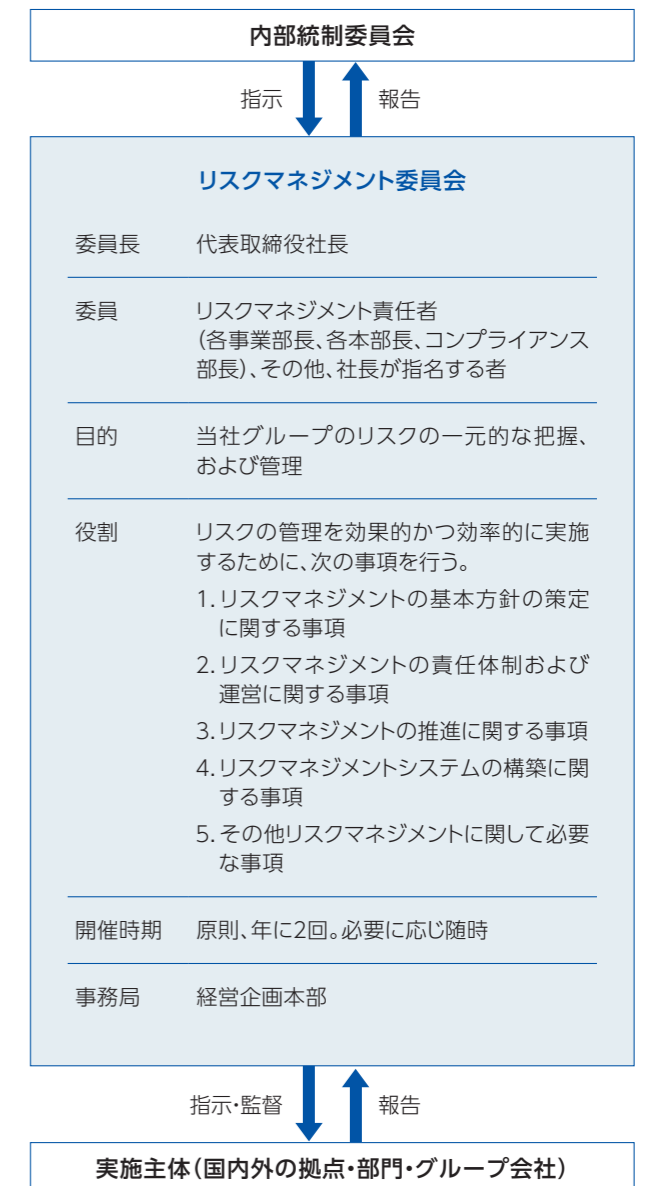 内部統制委員会
指示
報告
リスクマネジメント委員会
委員長 代表取締役社長
委員 リスクマネジメント責任者
(各事業部長、各本部長、コンプライアンス
部長)、その他、社長が指名する者
目的 当社グループのリスクの一元的な把握、
および管理
役割 リスクの管理を効果的かつ効率的に実施
するために、次の事項を行う。
1.リスクマネジメントの基本方針の策定
に関する事項
2.リスクマネジメントの責任体制および
運営に関する事項
3.リスクマネジメントの推進に関する事項
4.リスクマネジメントシステムの構築に関
する事項
5.その他リスクマネジメントに関して必要
な事項
開催時期 原則、年に2回。必要に応じ随時
事務局 経営企画本部
指示・監督
報告
実施主体(国内外の拠点・部門・グループ会社)